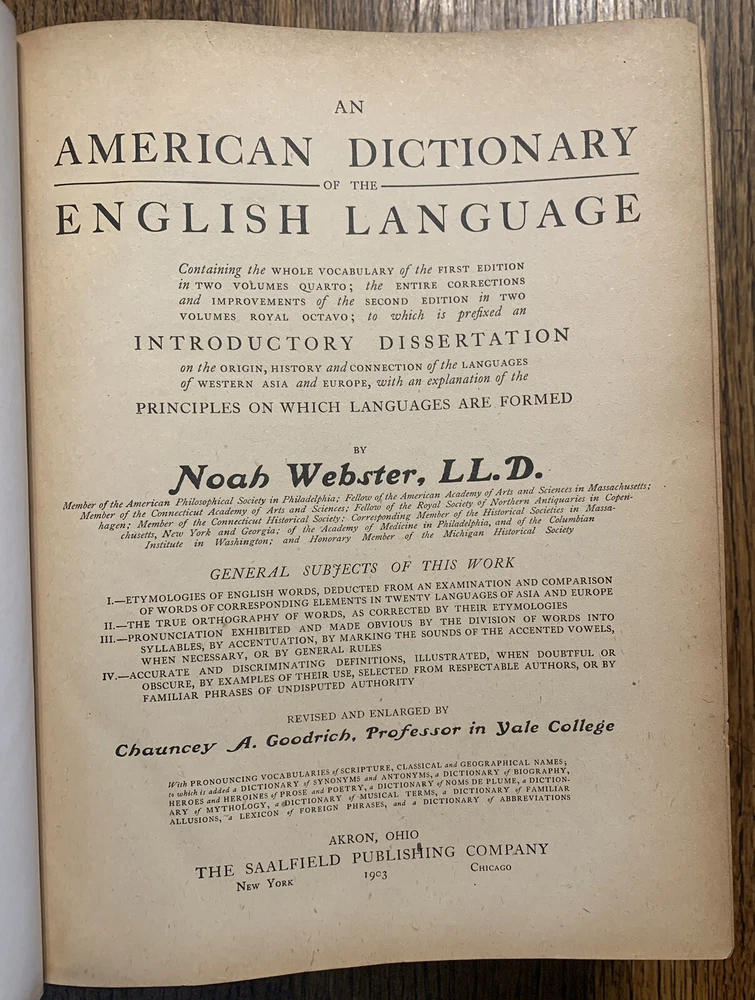 AN
AMERICAN DICTIONARY
OF THE
ENGLISH LANGUAGE
Containing the WHOLE VOCABULARY of the FIRST EDITION
in TWO VOLUMES QUARTO; the ENTIRE CORRECTIONS
and IMPROVEMENTS of the SECOND EDITION in TWO
VOLUMES ROYAL OCTAVO; to which is prefixed an
INTRODUCTORY DISSERTATION
on the ORIGIN, HISTORY and CONNECTION of the LANGUAGES
of WESTERN ASIA and EUROPE, with an explanation of the
PRINCIPLES ON WHICH LANGUAGES ARE FORMED
BY
Noah Webster, LL.D.
Member of the American Philosophical Society in Philadelphia; Fellow of the American Academy of Arts and Sciences in Massachusetts;
Member of the Connecticut Academy of Arts and Sciences; Fellow of the Royal Society of Northern Antiquaries in Copen-
hagen; Member of the Connecticut Historical Society; Corresponding Member of the Historical Societies in Massa-
chusetts, New York and Georgia; of the Academy of Medicine in Philadelphia, and of the Columbian
Institute in Washington; and Honorary Member of the Michigan Historical Society
GENERAL SUBJECTS OF THIS WORK
I.—ETYMOLOGIES OF ENGLISH WORDS, DEDUCTED FROM AN EXAMINATION AND COMPARISON
OF WORDS OF CORRESPONDING ELEMENTS IN TWENTY LANGUAGES OF ASIA AND EUROPE
II.—THE TRUE ORTHOGRAPHY OF WORDS, AS CORRECTED BY THEIR ETYMOLOGIES
III.—PRONUNCIATION EXHIBITED AND MADE OBVIOUS BY THE DIVISION OF WORDS INTO
SYLLABLES, BY ACCENTUATION, BY MARKING THE SOUNDS OF THE ACCENTED VOWELS,
WHEN NECESSARY, OR BY GENERAL RULES
IV.—ACCURATE AND DISCRIMINATING DEFINITIONS, ILLUSTRATED, WHEN DOUBTFUL OR
OBSCURE, BY EXAMPLES OF THEIR USE, SELECTED FROM RESPECTABLE AUTHORS, OR BY
FAMILIAR PHRASES OF UNDISPUTED AUTHORITY
REVISED AND ENLARGED BY
Chauncey A. Goodrich, Professor in Yale College
With PRONOUNCING VOCABULARIES of SCRIPTURE, CLASSICAL and GEOGRAPHICAL NAMES;
to which is added a DICTIONARY of SYNONYMS and ANTONYMS, a DICTIONARY of BIOGRAPHY,
HEROES and HEROINES of PROSE and POETRY, a DICTIONARY of NOMS DE PLUME, a DICTION-
ARY of MYTHOLOGY, a DICTIONARY of MUSICAL TERMS, a DICTIONARY of FAMILIAR
ALLUSIONS, a LEXICON of FOREIGN PHRASES, and a DICTIONARY of ABBREVIATIONS
AKRON, OHIO
THE SAALFIELD PUBLISHING COMPANY
NEW YORK 1903 CHICAGO